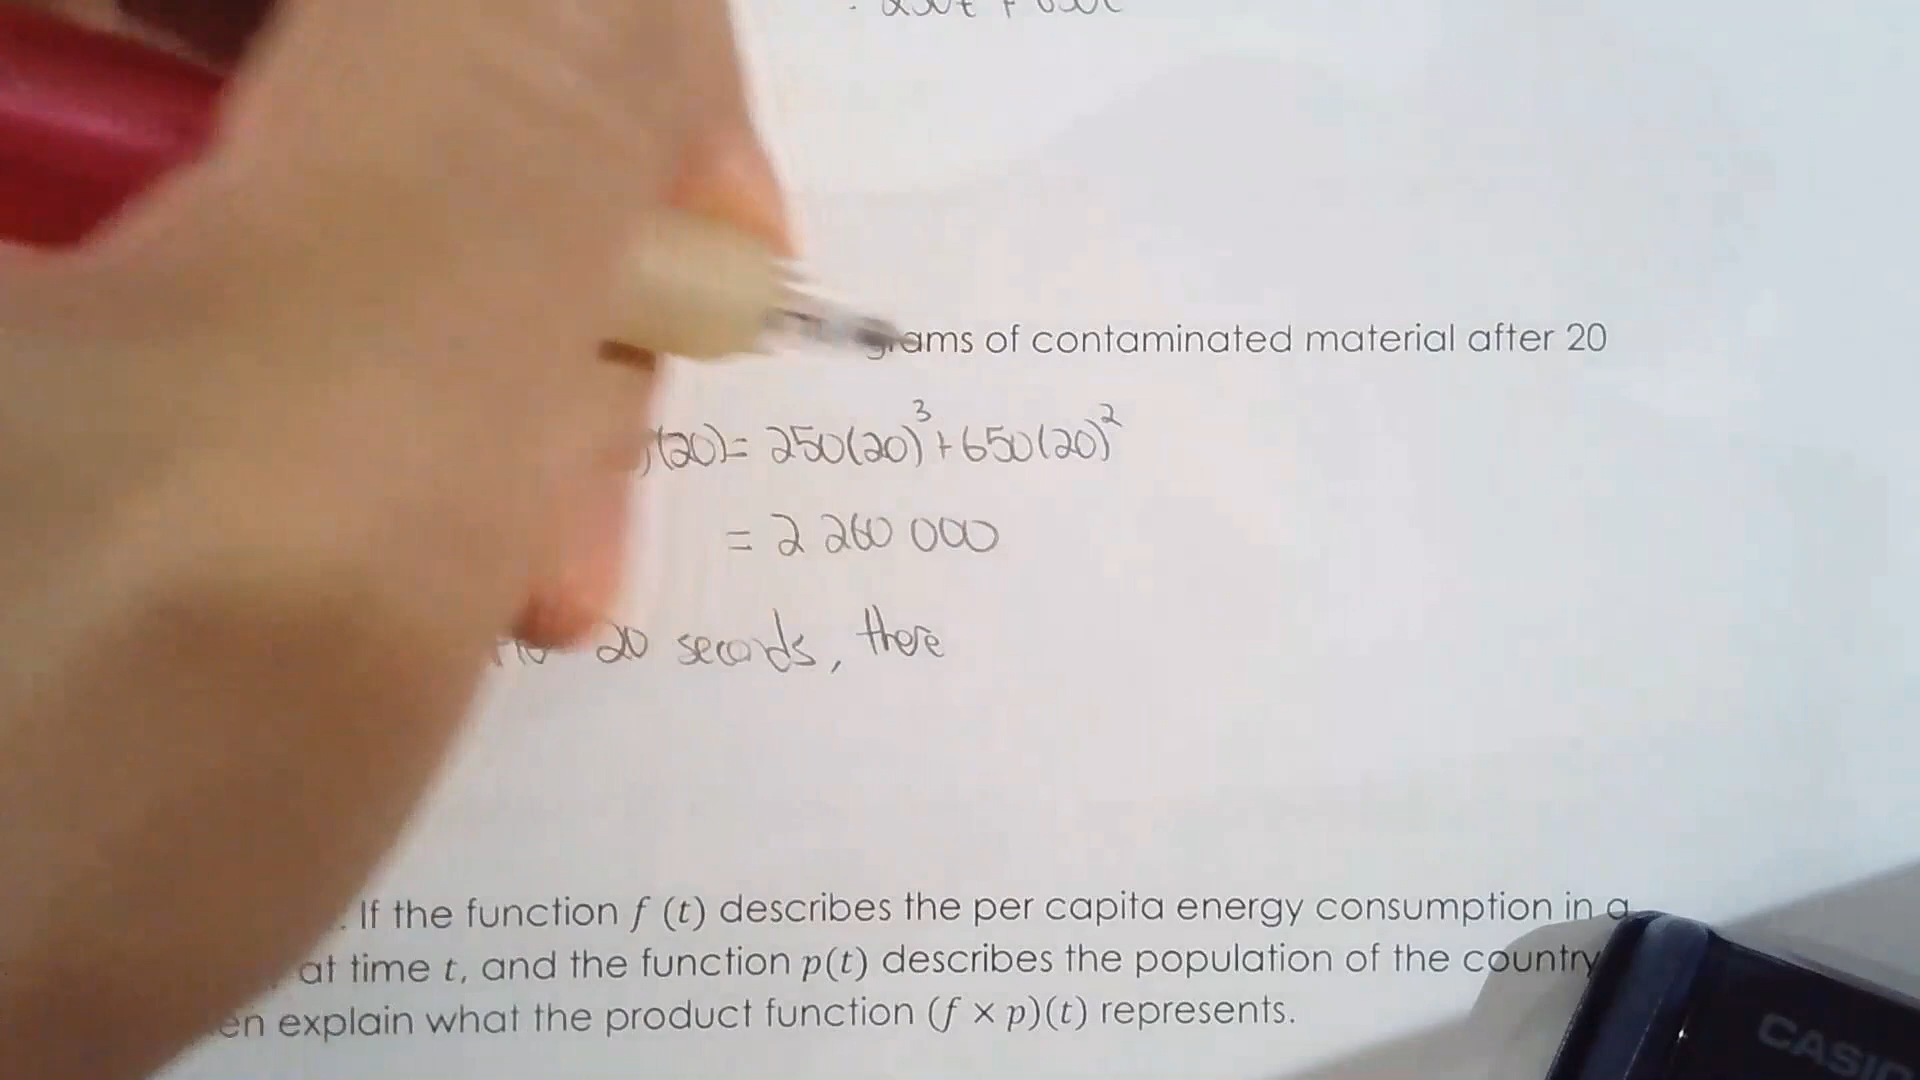 of contaminated material after 20
(20) = 250(20)³ + 650(20)²
= 2 260 000
20 seconds, there
. If the function f (t) describes the per capita energy consumption in a
at time t, and the function p(t) describes the population of the country
explain what the product function (f × p)(t) represents.
CASIO